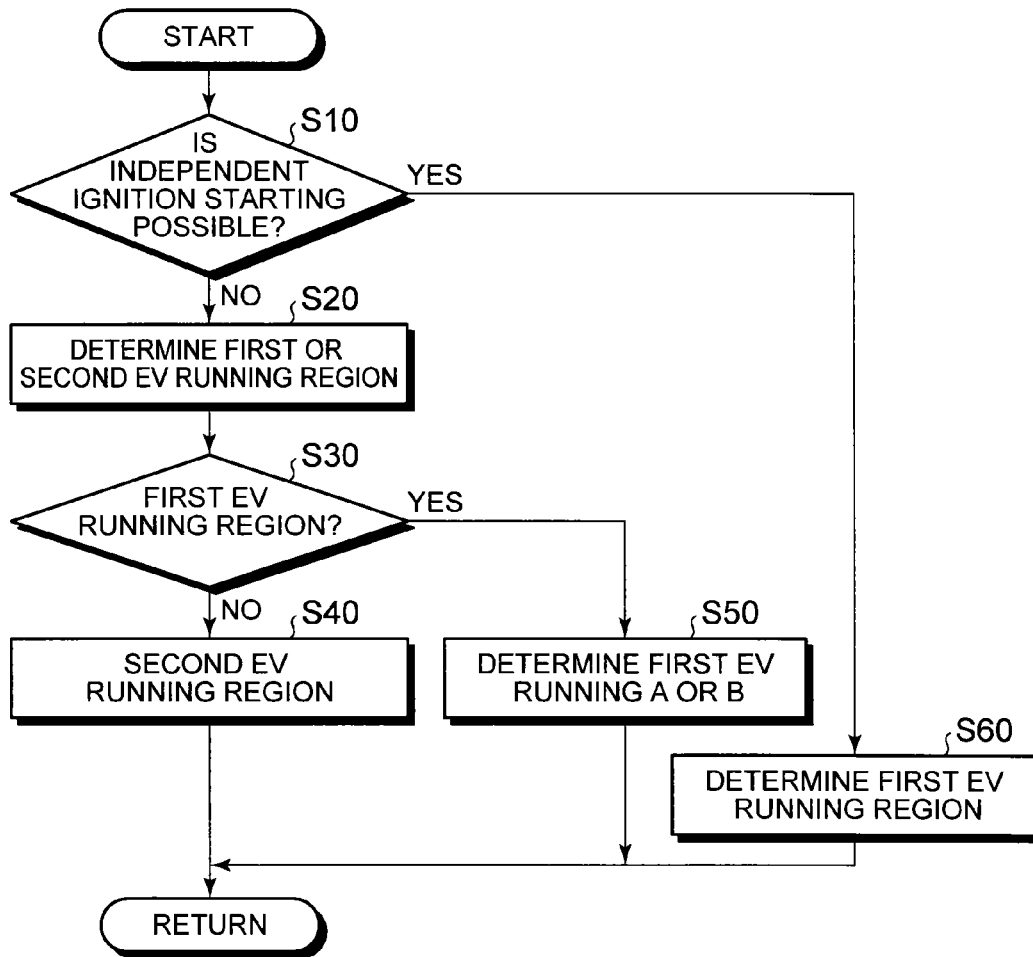 START
S10
IS
INDEPENDENT
IGNITION STARTING
POSSIBLE?
YES
NO
S20
DETERMINE FIRST OR
SECOND EV RUNNING REGION
S30
FIRST EV
RUNNING REGION?
YES
NO
S40
SECOND EV
RUNNING REGION
S50
DETERMINE FIRST EV
RUNNING A OR B
S60
DETERMINE FIRST EV
RUNNING REGION
RETURN